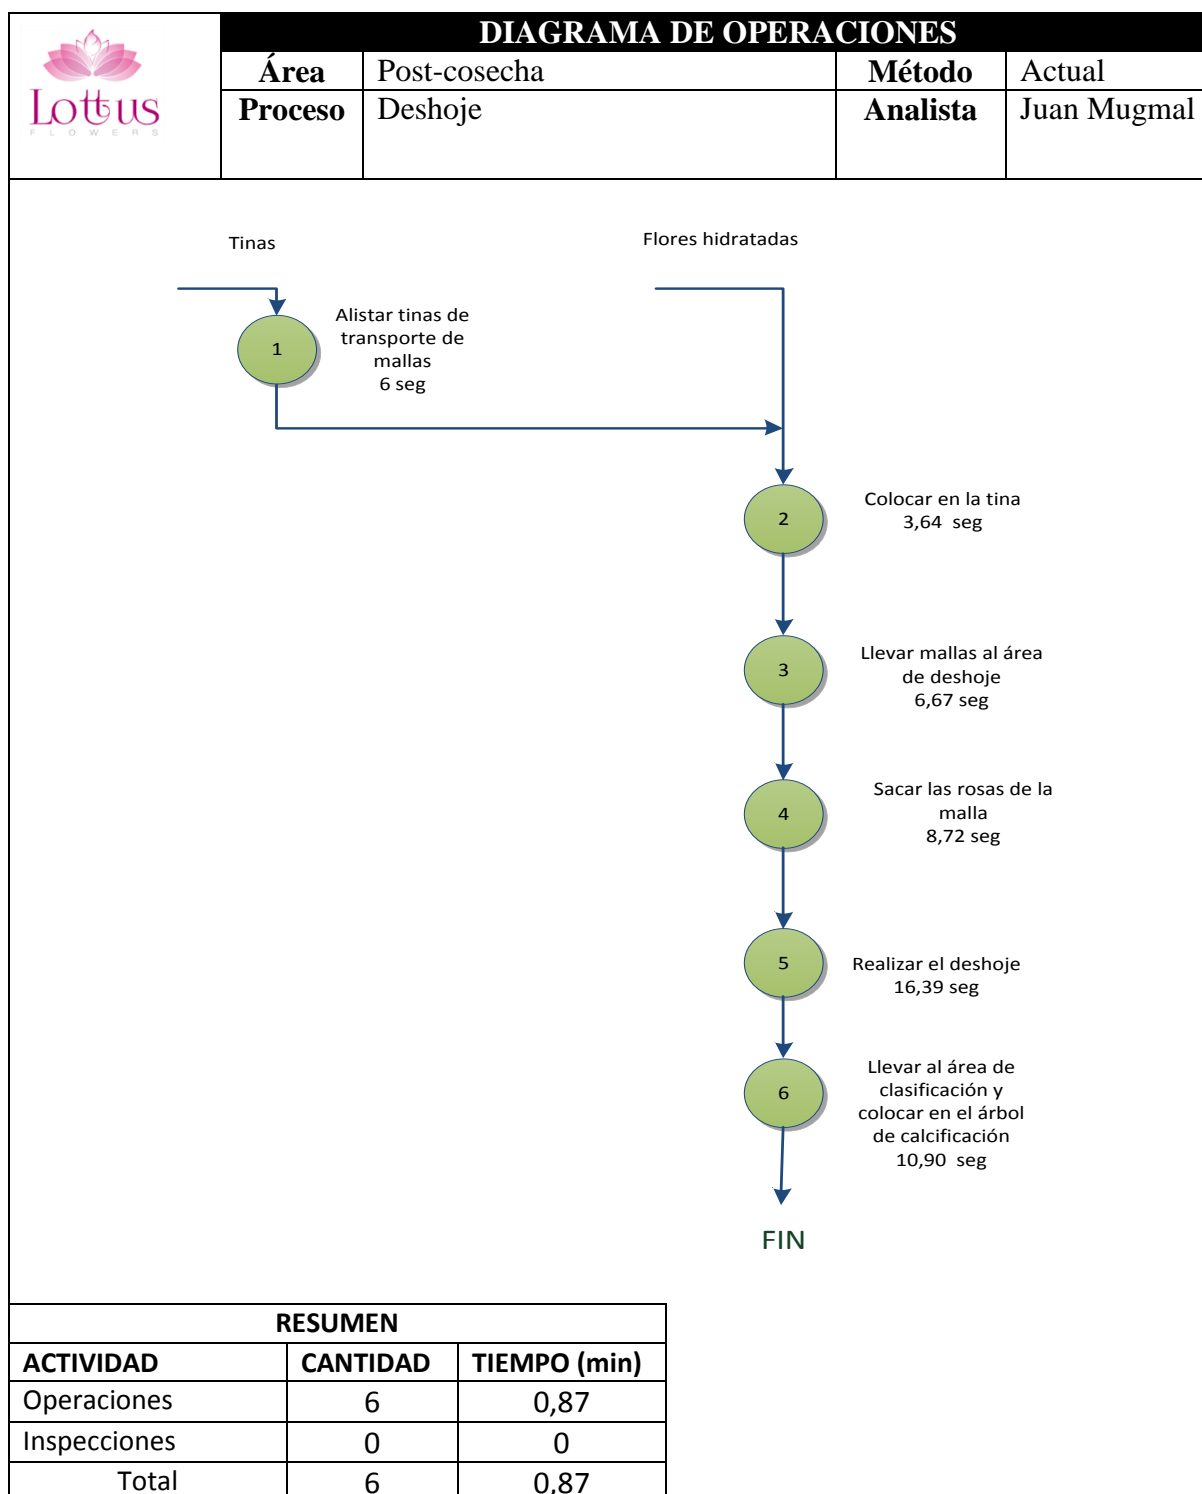 DIAGRAMA DE OPERACIONES
Lottus
FLOWERS
Área Post-cosecha Método Actual
Proceso Deshoje Analista Juan Mugmal
Tinas
Flores hidratadas
1
Alistar tinas de
transporte de
mallas
6 seg
2
Colocar en la tina
3,64 seg
3
Llevar mallas al área
de deshoje
6,67 seg
4
Sacar las rosas de la
malla
8,72 seg
5
Realizar el deshoje
16,39 seg
6
Llevar al área de
clasificación y
colocar en el árbol
de calcificación
10,90 seg
FIN
RESUMEN
ACTIVIDAD CANTIDAD TIEMPO (min)
Operaciones 6 0,87
Inspecciones 0 0
Total 6 0,87